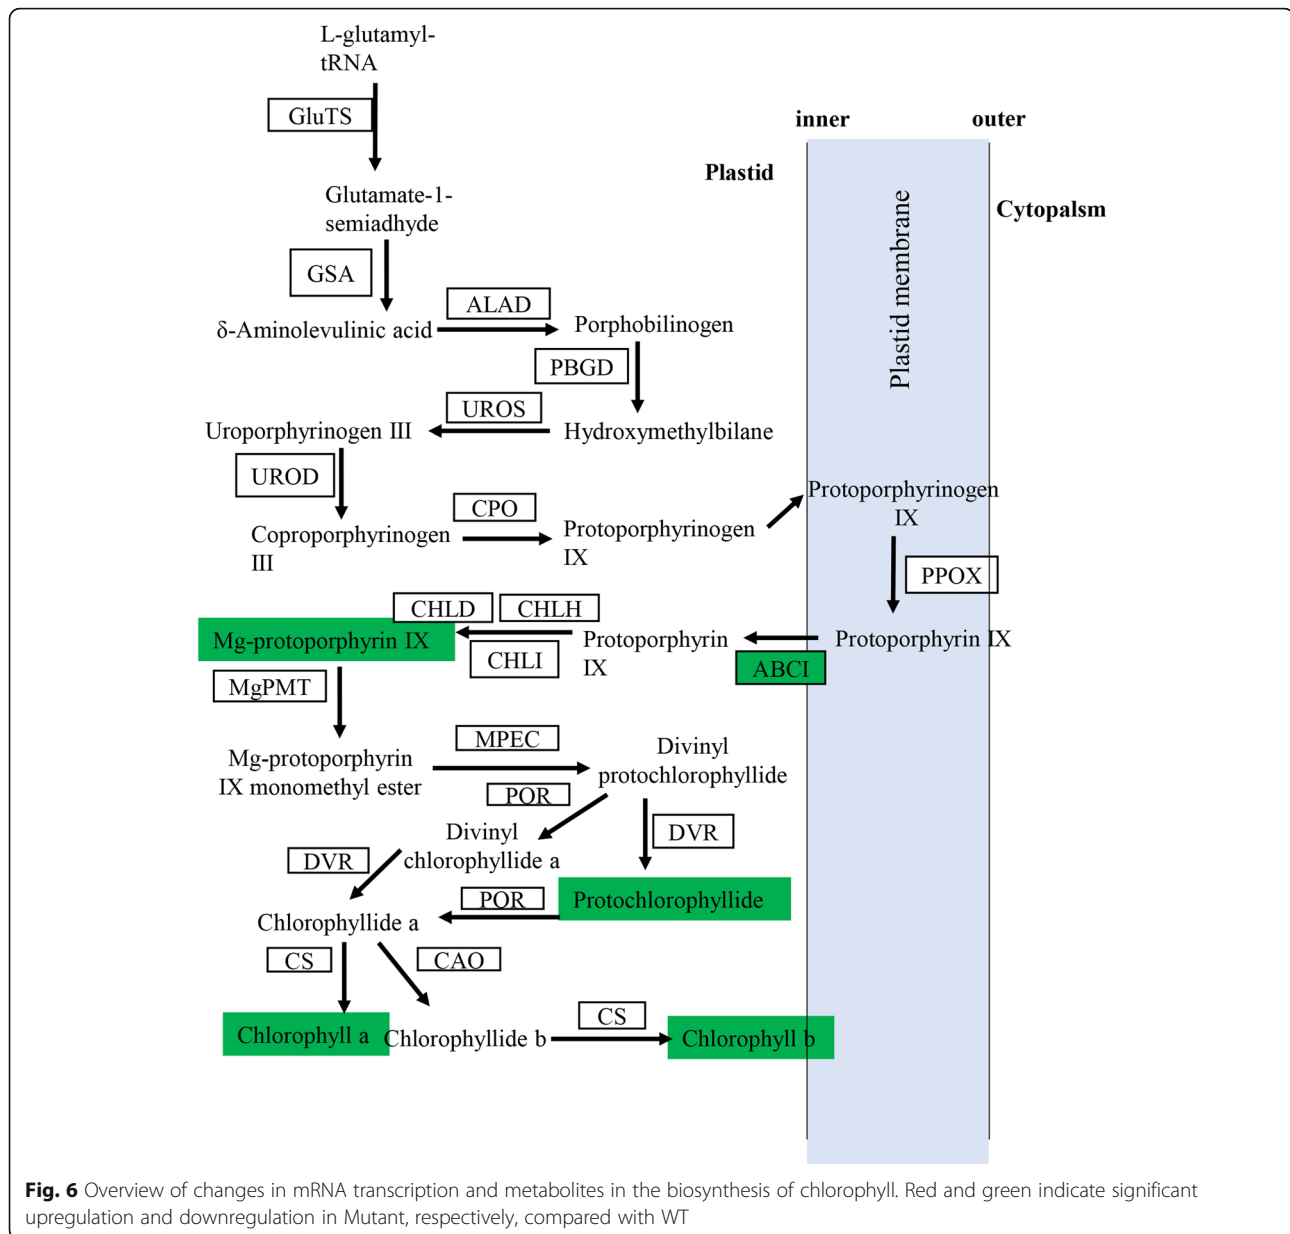 L-glutamyl-
tRNA
GluTS
inner
outer
Plastid
Glutamate-1-
semiadhyde
Cytopalsm
Plastid membrane
GSA
ALAD
δ-Aminolevulinic acid
Porphobilinogen
PBGD
UROS
Uroporphyrinogen III
Hydroxymethylbilane
UROD
CPO
Protoporphyrinogen
IX
Coproporphyrinogen
III
Protoporphyrinogen
IX
PPOX
CHLD
CHLH
Mg-protoporphyrin IX
Protoporphyrin
IX
Protoporphyrin IX
CHLI
ABCI
MgPMT
MPEC
Mg-protoporphyrin
IX monomethyl ester
Divinyl
protochlorophyllide
POR
DVR
Divinyl
chlorophyllide a
DVR
POR
Protochlorophyllide
Chlorophyllide a
CS
CAO
CS
Chlorophyll a
Chlorophyllide b
Chlorophyll b
Fig. 6 Overview of changes in mRNA transcription and metabolites in the biosynthesis of chlorophyll. Red and green indicate significant
upregulation and downregulation in Mutant, respectively, compared with WT